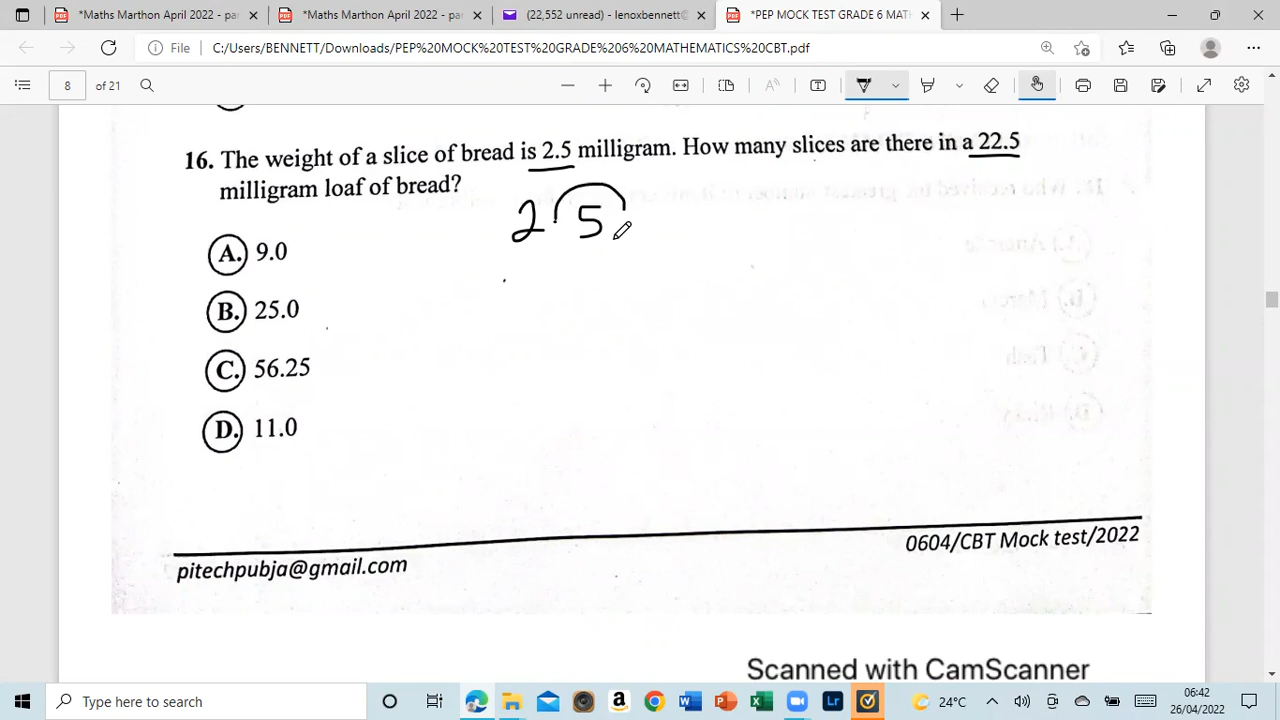 *Maths Marthon April 2022 - pa
*Maths Marthon April 2022 - pa
(22,552 unread) - lenoxbennett@
*PEP MOCK TEST GRADE 6 MATH
File
C:/Users/BENNETT/Downloads/PEP%20MOCK%20TEST%20GRADE%206%20MATHEMATICS%20CBT.pdf
8 of 21
16. The weight of a slice of bread is 2.5 milligram. How many slices are there in a 22.5
milligram loaf of bread?
2.5
A. 9.0
B. 25.0
C. 56.25
D. 11.0
0604/CBT Mock test/2022
pitechpubja@gmail.com
Scanned with CamScanner
Type here to search
24°C
06:42
26/04/2022